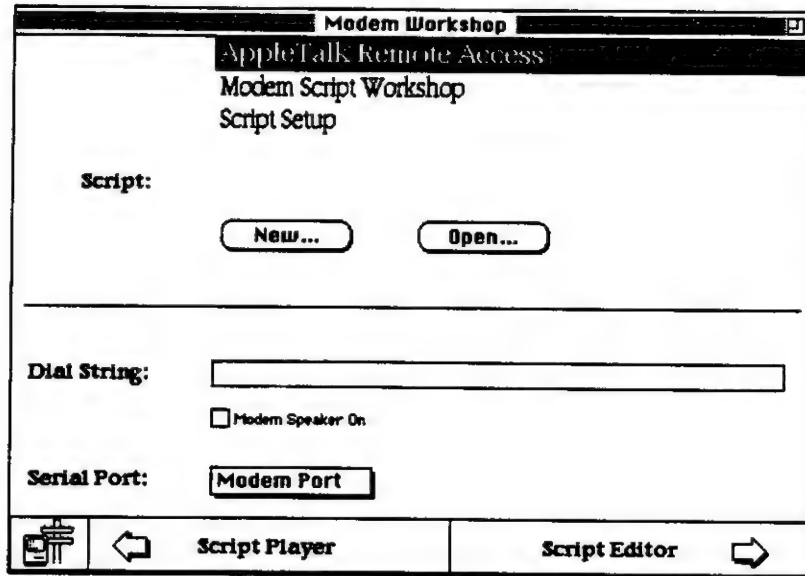 Modem Workshop
AppleTalk Remote Access
Modem Script Workshop
Script Setup
Script:
New... Open...
Dial String:
Modem Speaker On
Serial Port: Modem Port
Script Player Script Editor